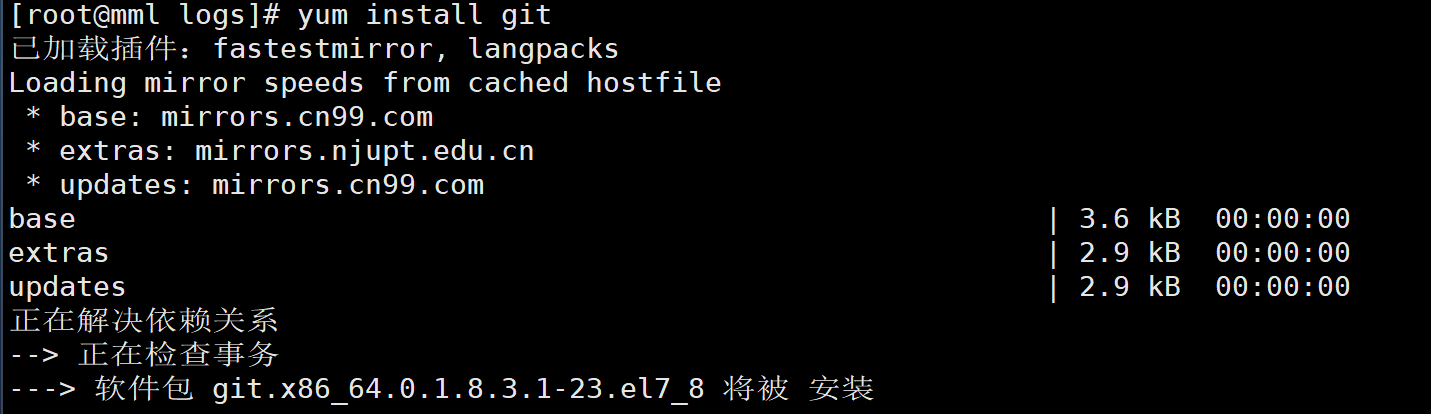 [root@mml logs]# yum install git
已加载插件：fastestmirror, langpacks
Loading mirror speeds from cached hostfile
 * base: mirrors.cn99.com
 * extras: mirrors.njupt.edu.cn
 * updates: mirrors.cn99.com
base | 3.6 kB 00:00:00
extras | 2.9 kB 00:00:00
updates | 2.9 kB 00:00:00
正在解决依赖关系
--> 正在检查事务
---> 软件包 git.x86_64.0.1.8.3.1-23.el7_8 将被 安装